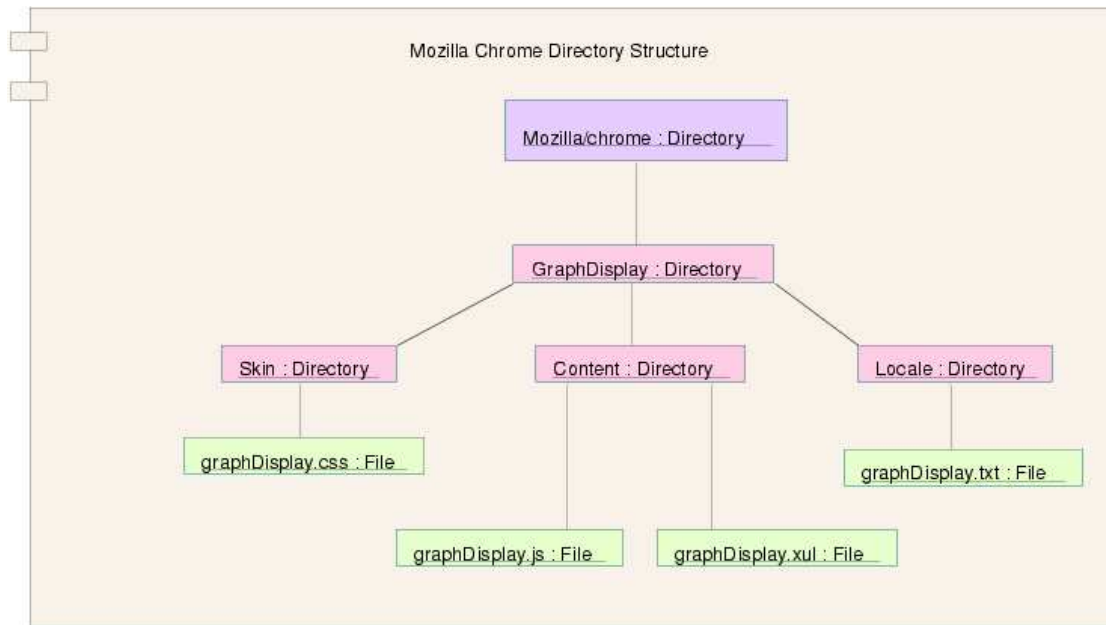 Mozilla Chrome Directory Structure
Mozilla/chrome : Directory
GraphDisplay : Directory
Skin : Directory
Content : Directory
Locale : Directory
graphDisplay.css : File
graphDisplay.txt : File
graphDisplay.js : File
graphDisplay.xul : File